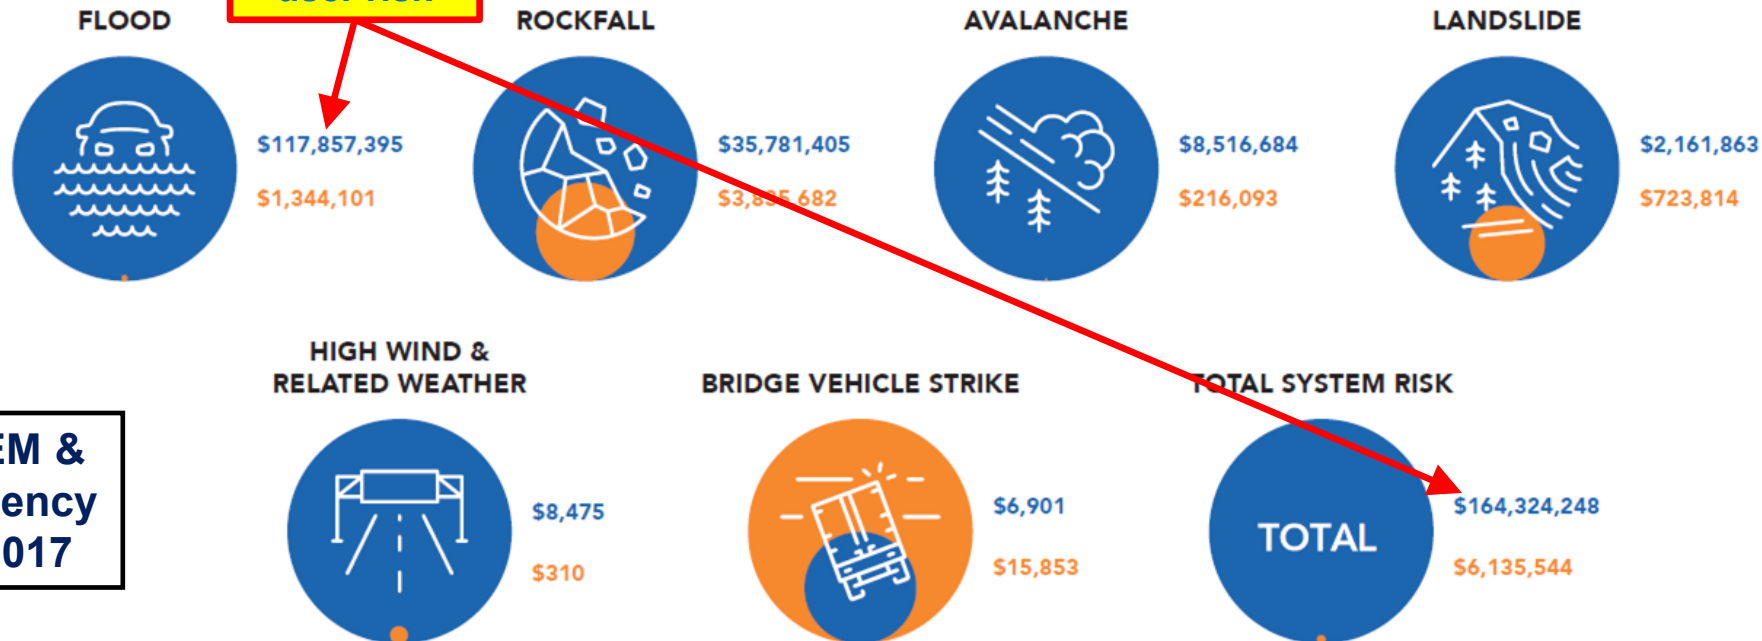 user risk
FLOOD
ROCKFALL
AVALANCHE
LANDSLIDE
$117,857,395
$1,344,101
$35,781,405
$8,516,684
$216,093
$2,161,863
$723,814
HIGH WIND &
RELATED WEATHER
BRIDGE VEHICLE STRIKE
TOTAL SYSTEM RISK
EM &
ency
017
$8,475
$310
$6,901
$15,853
TOTAL
$164,324,248
$6,135,544